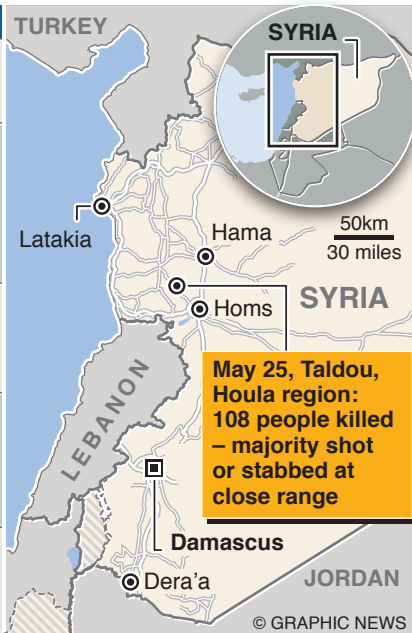 TURKEY
SYRIA
Latakia
Hama
50km
30 miles
SYRIA
Homs
LEBANON
May 25, Taldou,
Houla region:
108 people killed
– majority shot
or stabbed at
close range
Damascus
Dera’a
JORDAN
© GRAPHIC NEWS